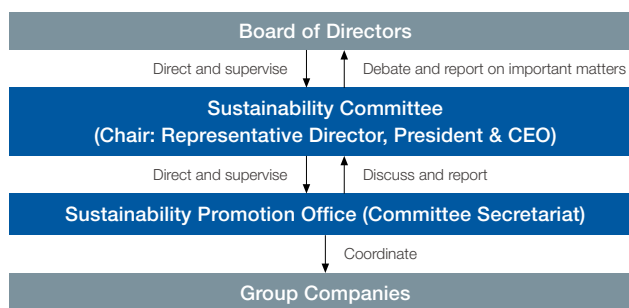 Board of Directors
Direct and supervise
Debate and report on important matters
Sustainability Committee
(Chair: Representative Director, President & CEO)
Direct and supervise
Discuss and report
Sustainability Promotion Office (Committee Secretariat)
Coordinate
Group Companies